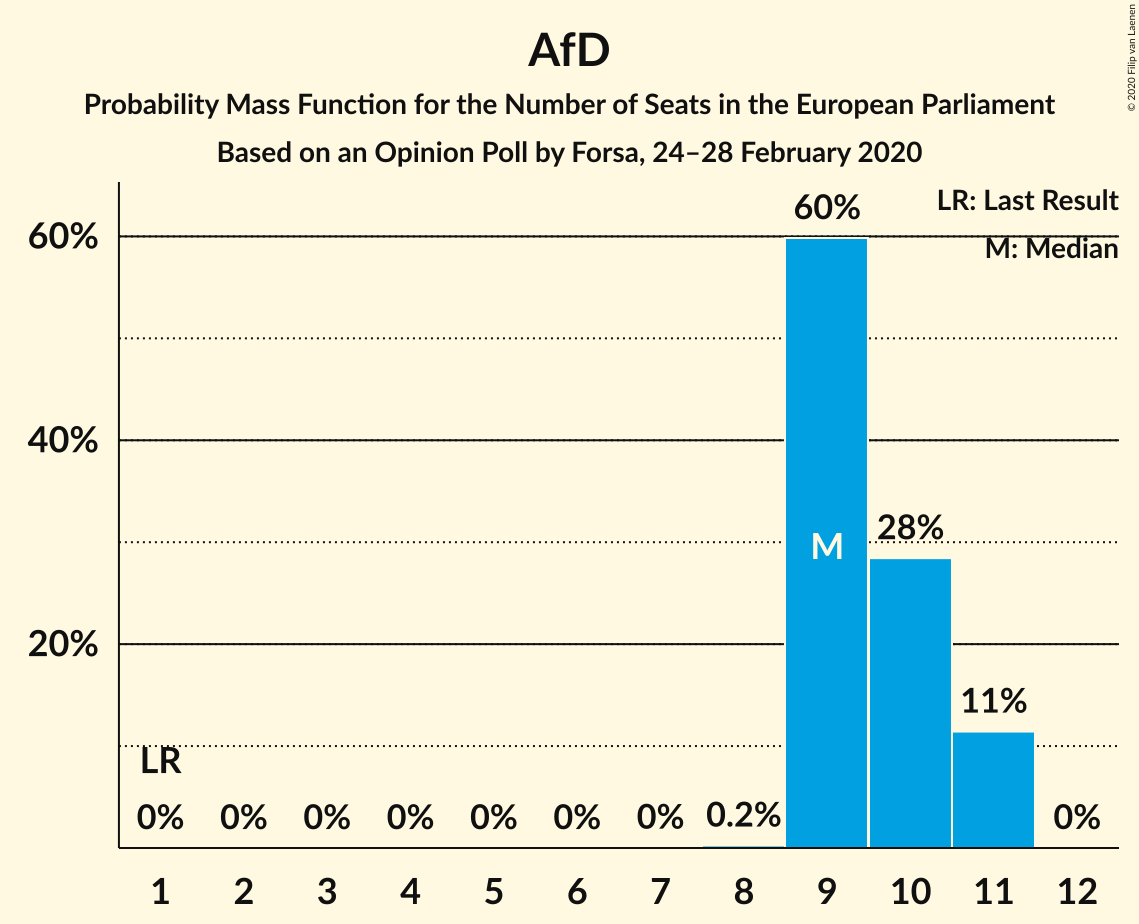 AfD
Probability Mass Function for the Number of Seats in the European Parliament
Based on an Opinion Poll by Forsa, 24–28 February 2020
© 2020 Filip van Laenen
LR: Last Result
M: Median
60%
60%
40%
20%
M
28%
11%
LR
0% 0% 0% 0% 0% 0% 0% 0.2% 0%
1 2 3 4 5 6 7 8 9 10 11 12